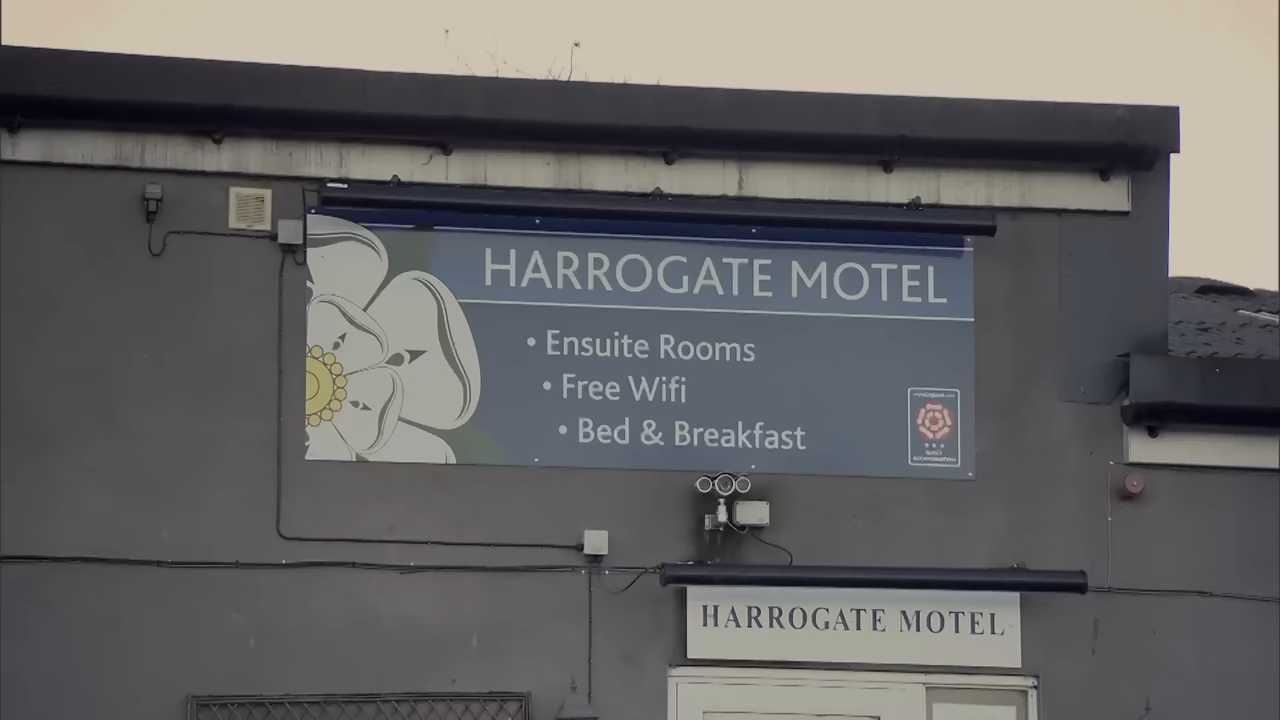 HARROGATE MOTEL
• Ensuite Rooms
• Free Wifi
• Bed & Breakfast
HARROGATE MOTEL